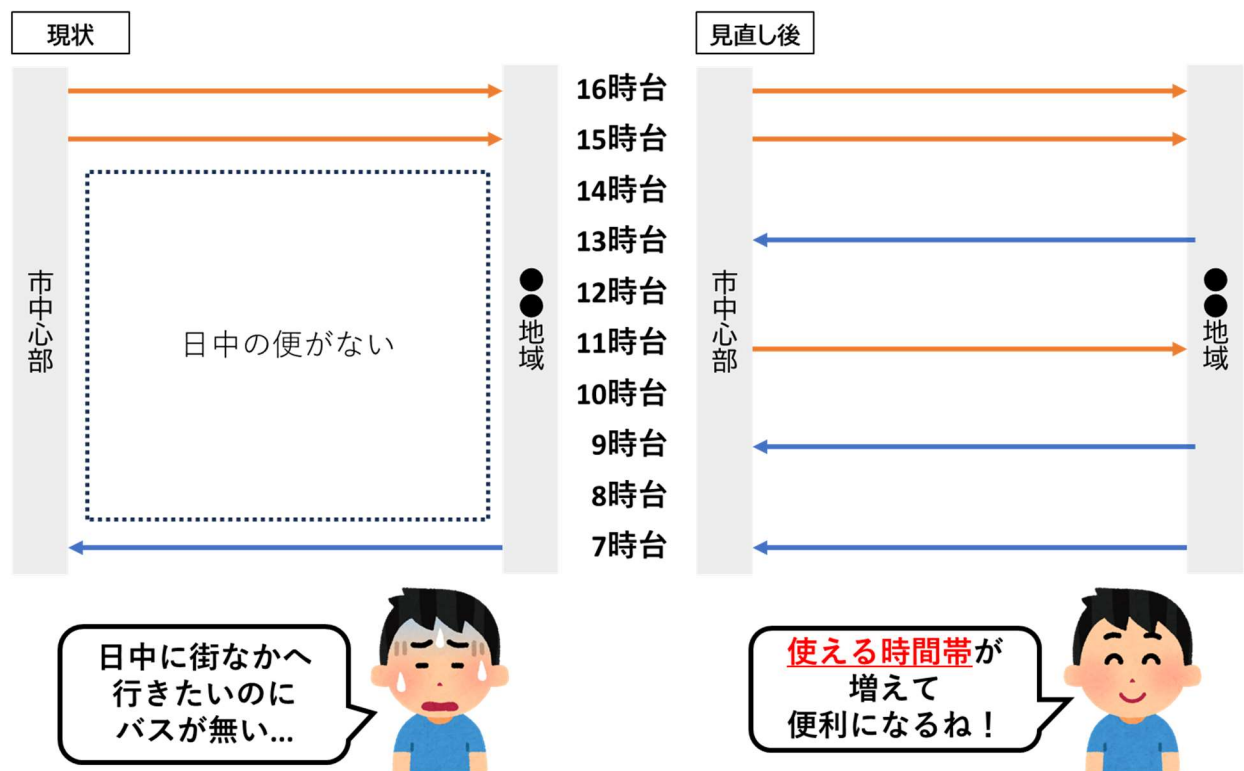 現状
市中心部
日中の便がない
●●地域
16時台
15時台
14時台
13時台
12時台
11時台
10時台
9時台
8時台
7時台
日中に街なかへ
行きたいのに
バスが無い...
見直し後
市中心部
●●地域
使える時間帯が
増えて
便利になるね！